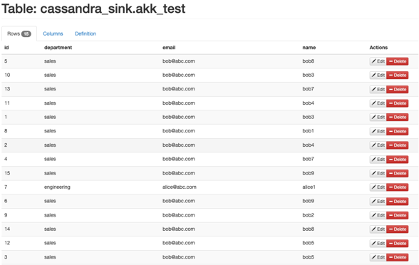 Table: cassandra_sink.akk_test
Rows 15 Columns Definition
id department email name Actions
5 sales bob@abc.com bob8 Edit Delete
10 sales bob@abc.com bob3 Edit Delete
13 sales bob@abc.com bob7 Edit Delete
11 sales bob@abc.com bob4 Edit Delete
1 sales bob@abc.com bob3 Edit Delete
8 sales bob@abc.com bob1 Edit Delete
2 sales bob@abc.com bob4 Edit Delete
4 sales bob@abc.com bob7 Edit Delete
15 sales bob@abc.com bob9 Edit Delete
7 engineering alice@abc.com alice1 Edit Delete
6 sales bob@abc.com bob9 Edit Delete
9 sales bob@abc.com bob2 Edit Delete
14 sales bob@abc.com bob8 Edit Delete
12 sales bob@abc.com bob5 Edit Delete
3 sales bob@abc.com bob5 Edit Delete